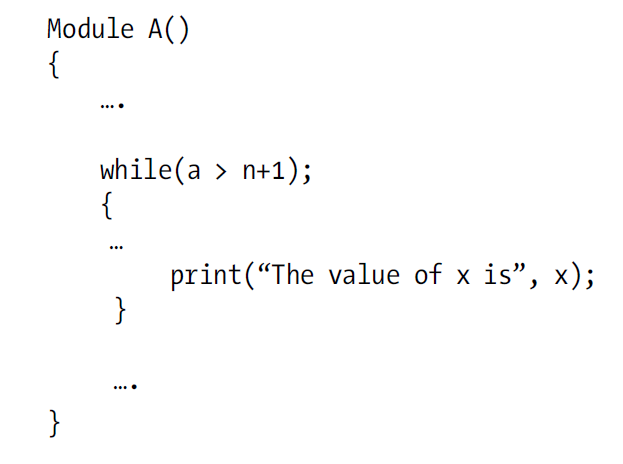 Module A()
{
….
while(a > n+1);
{
…
print(“The value of x is”, x);
}
….
}